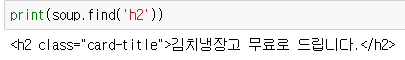 print(soup.find('h2'))
<h2 class="card-title">김치냉장고 무료로 드립니다.</h2>